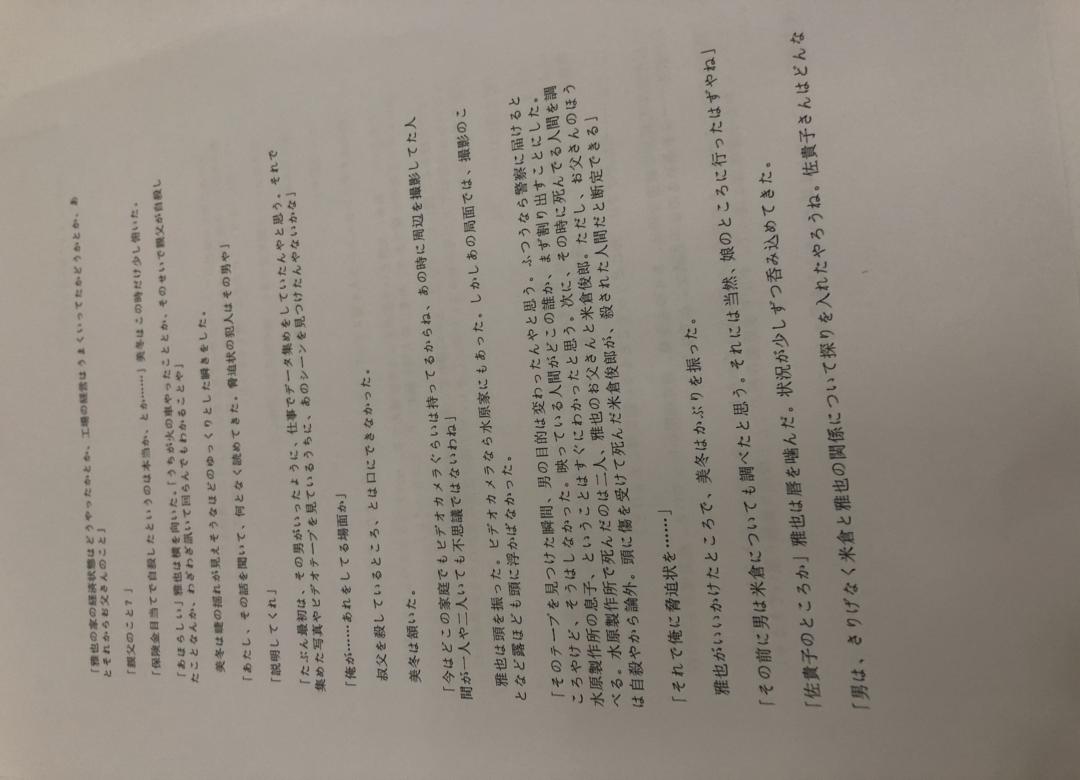 「雅也の家の経済状態はどうやったかとか、工場の経営はうまくいってたかどうかとか、あ
とそれからお父さんのこと」
「親父のこと？」
「保険金目当てで自殺したというのは本当か、とか……」美冬はこの時だけ少し俯いた。
「あほらしい」雅也は横を向いた。「うちが火の車やったこととか、そのせいで親父が自殺し
たことなんか、わざわざ訊いて回らんでもわかることや」
美冬は睫の揺れが見えそうなほどのゆっくりとした瞬きをした。
「あたし、その話を聞いて、何となく読めてきた。脅迫状の犯人はその男や」
「説明してくれ」
「たぶん最初は、その男がいったように、仕事でデータ集めをしていたんやと思う。それで
集めた写真やビデオテープを見ているうちに、あのシーンを見つけたんやないかな」
「俺が……あれをしてる場面か」
叔父を殺しているところ、とは口にできなかった。
美冬は頷いた。
「今はどこの家庭でもビデオカメラぐらいは持ってるからね、あの時に周辺を撮影してた人
間が一人や二人いても不思議ではないわね」
雅也は頭を振った。ビデオカメラなら水原家にもあった。しかしあの局面では、撮影のこ
となど露ほども頭に浮かばなかった。
「そのテープを見つけた瞬間、男の目的は変わったんやと思う。ふつうなら警察に届けると
ころやけど、そうはしなかった。映っている人間がどこの誰か、まず割り出すことにした。
水原製作所の息子、ということはすぐにわかったと思う。次に、その時に死んでる人間を調
べる。水原製作所で死んだのは二人、雅也のお父さんと米倉俊郎。ただし、お父さんのほう
は自殺やから論外。頭に傷を受けて死んだ米倉俊郎が、殺された人間だと断定できる」
「それで俺に脅迫状を……」
雅也がいいかけたところで、美冬はかぶりを振った。
「その前に男は米倉についても調べたと思う。それには当然、娘のところに行ったはずやね」
「佐貴子のところか」雅也は唇を噛んだ。状況が少しずつ呑み込めてきた。
「男は、さりげなく米倉と雅也の関係について探りを入れたやろうね。佐貴子さんはどんな